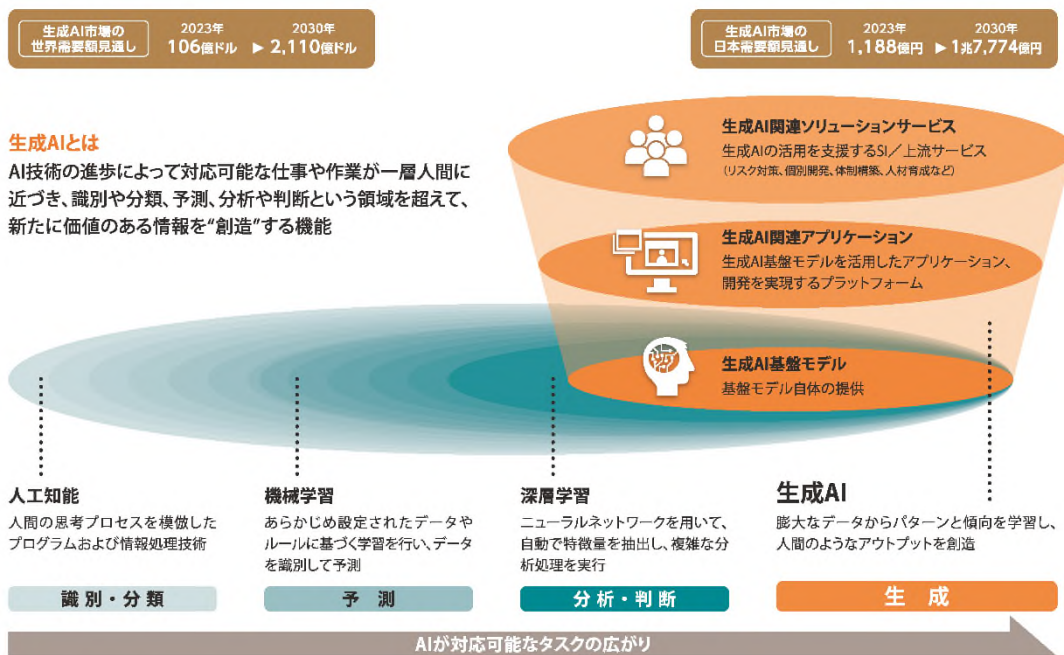 生成AI市場の
世界需要額見通し
2023年
2030年
106億ドル ▶ 2,110億ドル
生成AI市場の
日本需要額見通し
2023年
2030年
1,188億円 ▶ 1兆7,774億円
生成AIとは
AI技術の進歩によって対応可能な仕事や作業が一層人間に
近づき、識別や分類、予測、分析や判断という領域を超えて、
新たに価値のある情報を“創造”する機能
生成AI関連ソリューションサービス
生成AIの活用を支援するSI／上流サービス
（リスク対策、個別開発、体制構築、人材育成など）
生成AI関連アプリケーション
生成AI基盤モデルを活用したアプリケーション、
開発を実現するプラットフォーム
生成AI基盤モデル
基盤モデル自体の提供
人工知能
人間の思考プロセスを模倣した
プログラムおよび情報処理技術
識別・分類
機械学習
あらかじめ設定されたデータや
ルールに基づく学習を行い、データ
を識別して予測
予 測
深層学習
ニューラルネットワークを用いて、
自動で特徴量を抽出し、複雑な分
析処理を実行
分析・判断
生成AI
膨大なデータからパターンと傾向を学習し、
人間のようなアウトプットを創造
生 成
AIが対応可能なタスクの広がり